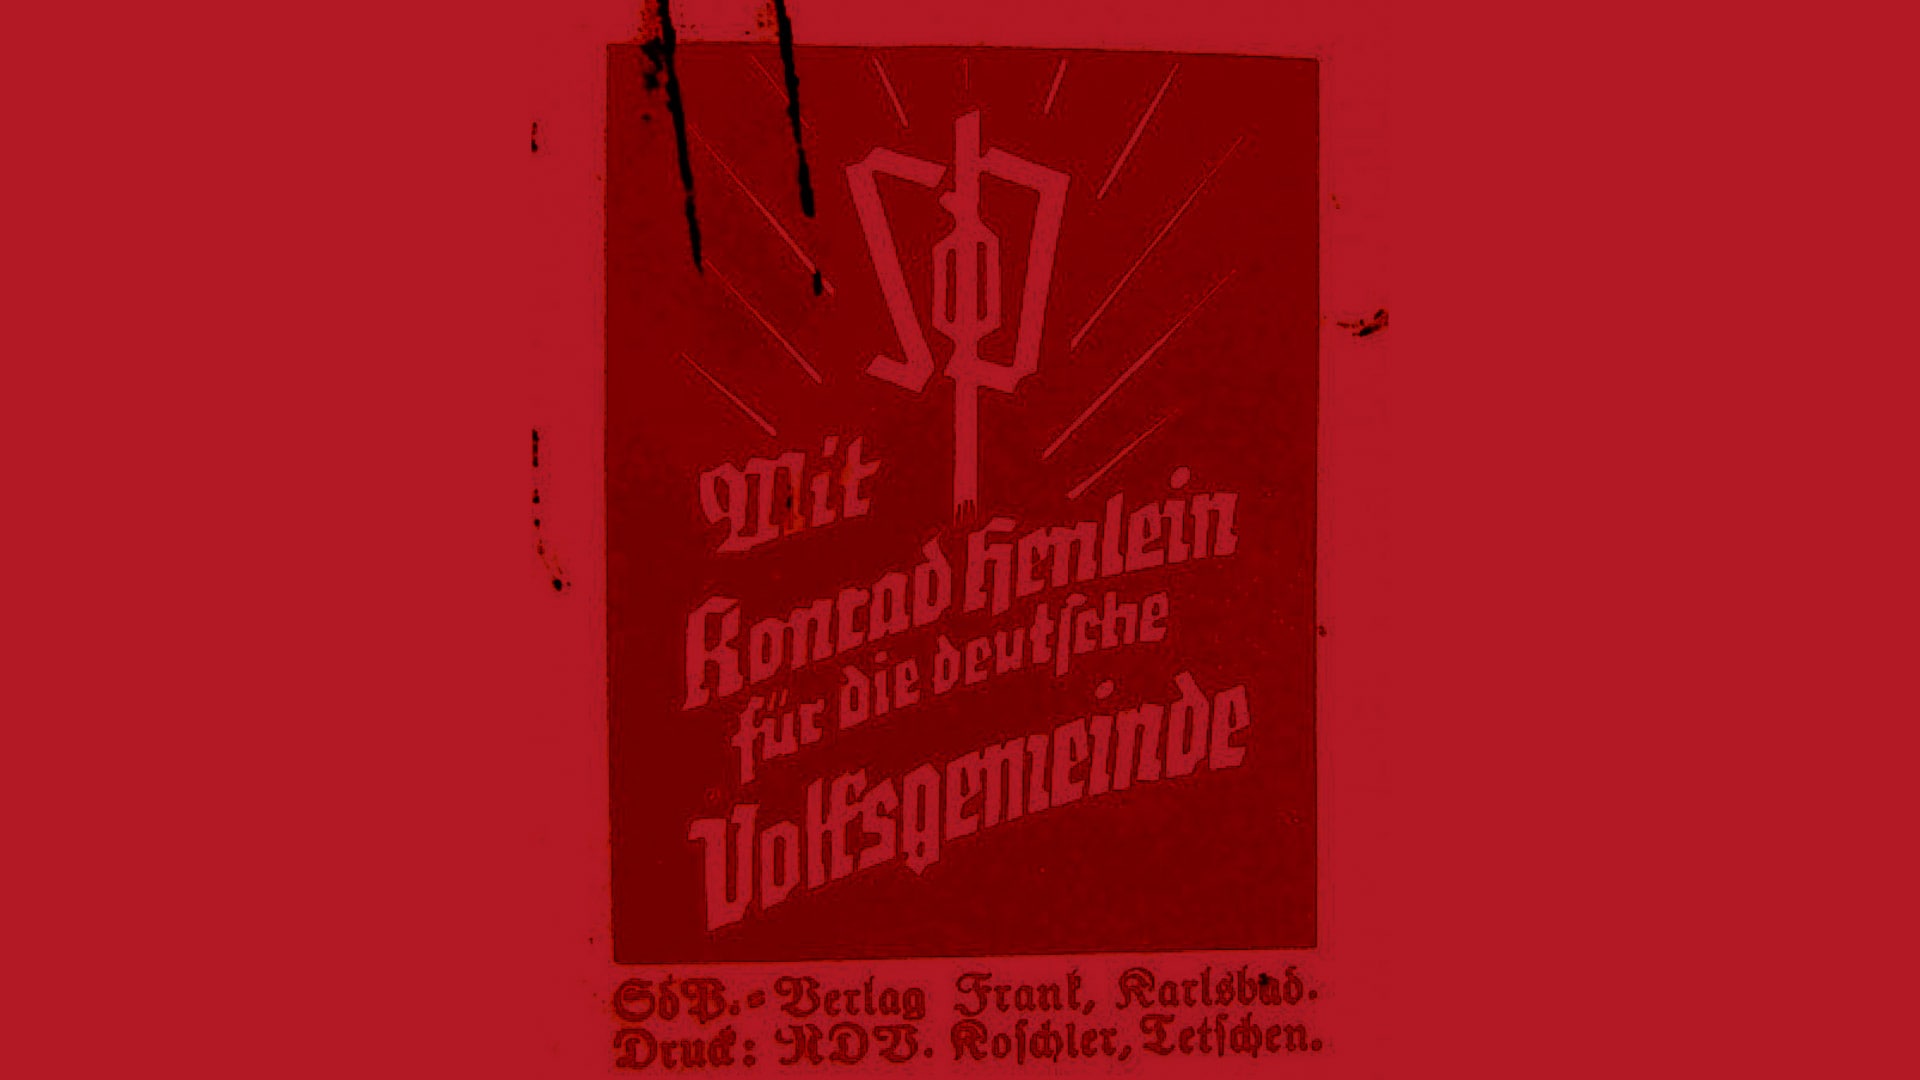 SdP
Mit
Konrad Henlein
für die deutsche
Volksgemeinde
SdP.=Verlag Frank, Karlsbad.
Druck: NDV. Koschler, Tetschen.